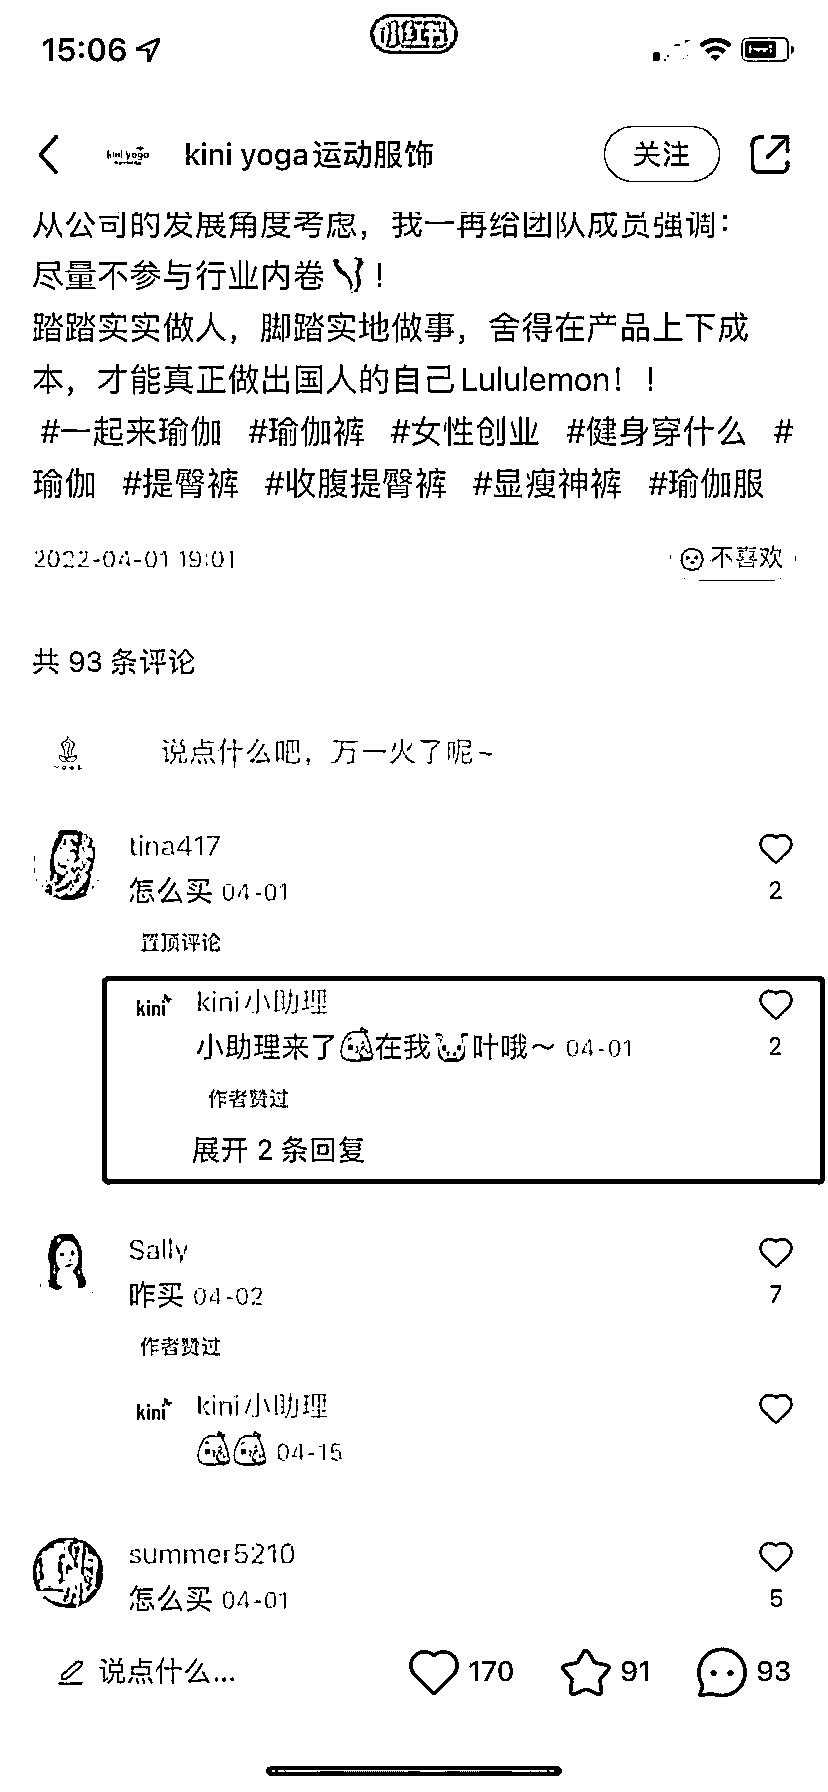 15:06
小红书
kini yoga
kini yoga运动服饰
关注
从公司的发展角度考虑，我一再给团队成员强调：
尽量不参与行业内卷！
踏踏实实做人，脚踏实地做事，舍得在产品上下成
本，才能真正做出国人的自己Lululemon！！
#一起来瑜伽 #瑜伽裤 #女性创业 #健身穿什么 #
瑜伽 #提臀裤 #收腹提臀裤 #显瘦神裤 #瑜伽服
2022-04-01 19:01
不喜欢
共 93 条评论
说点什么吧，万一火了呢~
tina417
怎么买 04-01
2
置顶评论
kini
kini小助理
小助理来了在我叶哦～ 04-01
2
作者赞过
展开 2 条回复
Sally
咋买 04-02
7
作者赞过
kini
kini小助理
04-15
summer5210
怎么买 04-01
5
说点什么...
170
91
93